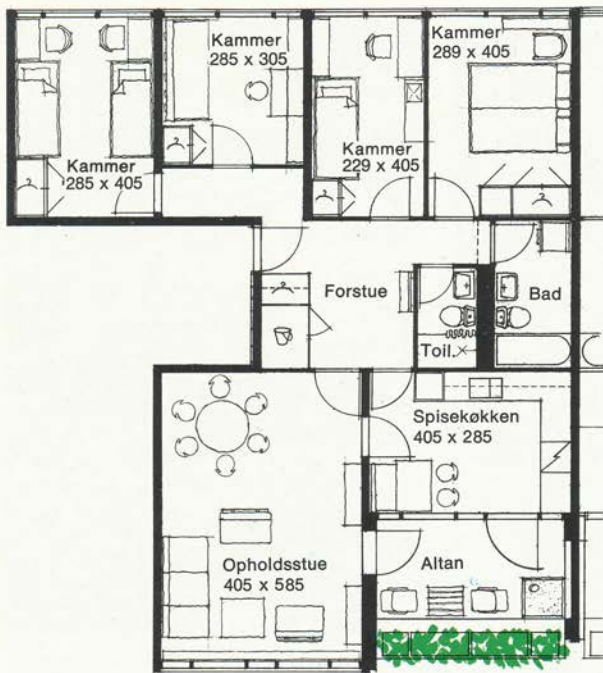 Kammer
285 x 305
Kammer
289 x 405
Kammer
285 x 405
Kammer
229 x 405
Forstue
Toil.
Bad
Spisekøkken
405 x 285
Opholdsstue
405 x 585
Altan